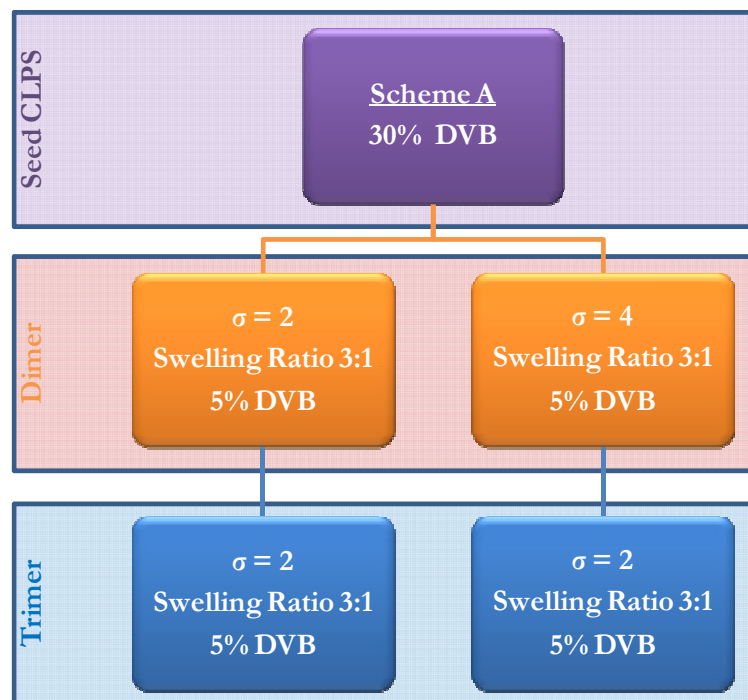 Seed CLPS
Scheme A
30% DVB
Dimer
σ = 2
Swelling Ratio 3:1
5% DVB
σ = 4
Swelling Ratio 3:1
5% DVB
Trimer
σ = 2
Swelling Ratio 3:1
5% DVB
σ = 2
Swelling Ratio 3:1
5% DVB